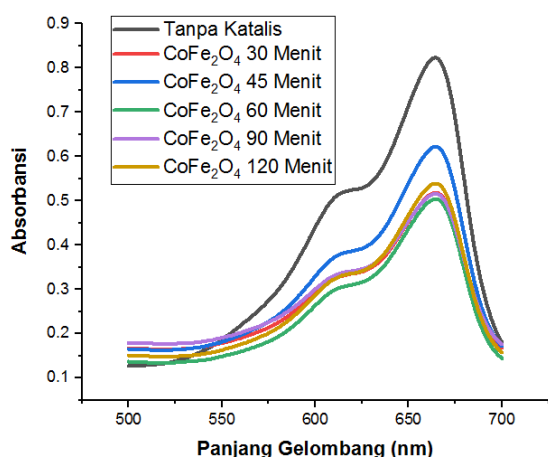 0.9
0.8
0.7
0.6
0.5
0.4
0.3
0.2
0.1
Absorbansi
Tanpa Katalis
CoFe₂O₄ 30 Menit
CoFe₂O₄ 45 Menit
CoFe₂O₄ 60 Menit
CoFe₂O₄ 90 Menit
CoFe₂O₄ 120 Menit
500 550 600 650 700
Panjang Gelombang (nm)